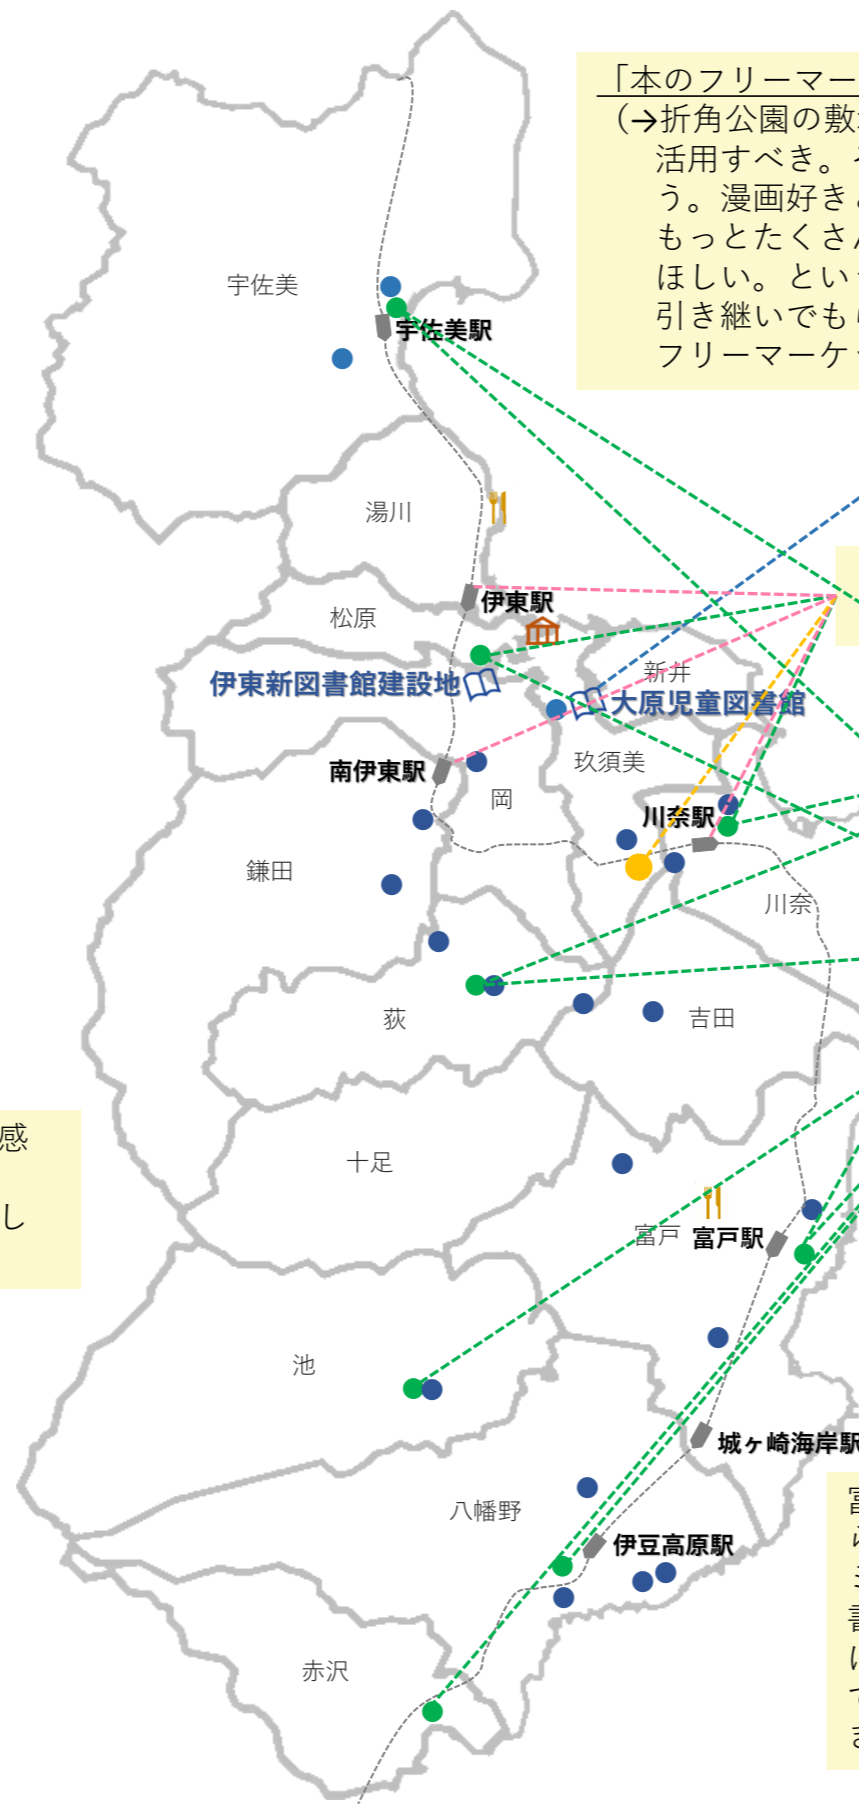 「本のフリーマー
（→折角公園の敷
活用すべき。
う。漫画好き
もっとたくさん
ほしい。とい
引き継いでも
フリーマーケ
宇佐美
宇佐美駅
湯川
松原
伊東駅
新井
伊東新図書館建設地
大原児童図書館
南伊東駅
玖須美
岡
川奈駅
鎌田
川奈
荻
吉田
感
し
十足
富戸
富戸駅
池
城ヶ崎海岸駅
八幡野
伊豆高原駅
書
赤沢